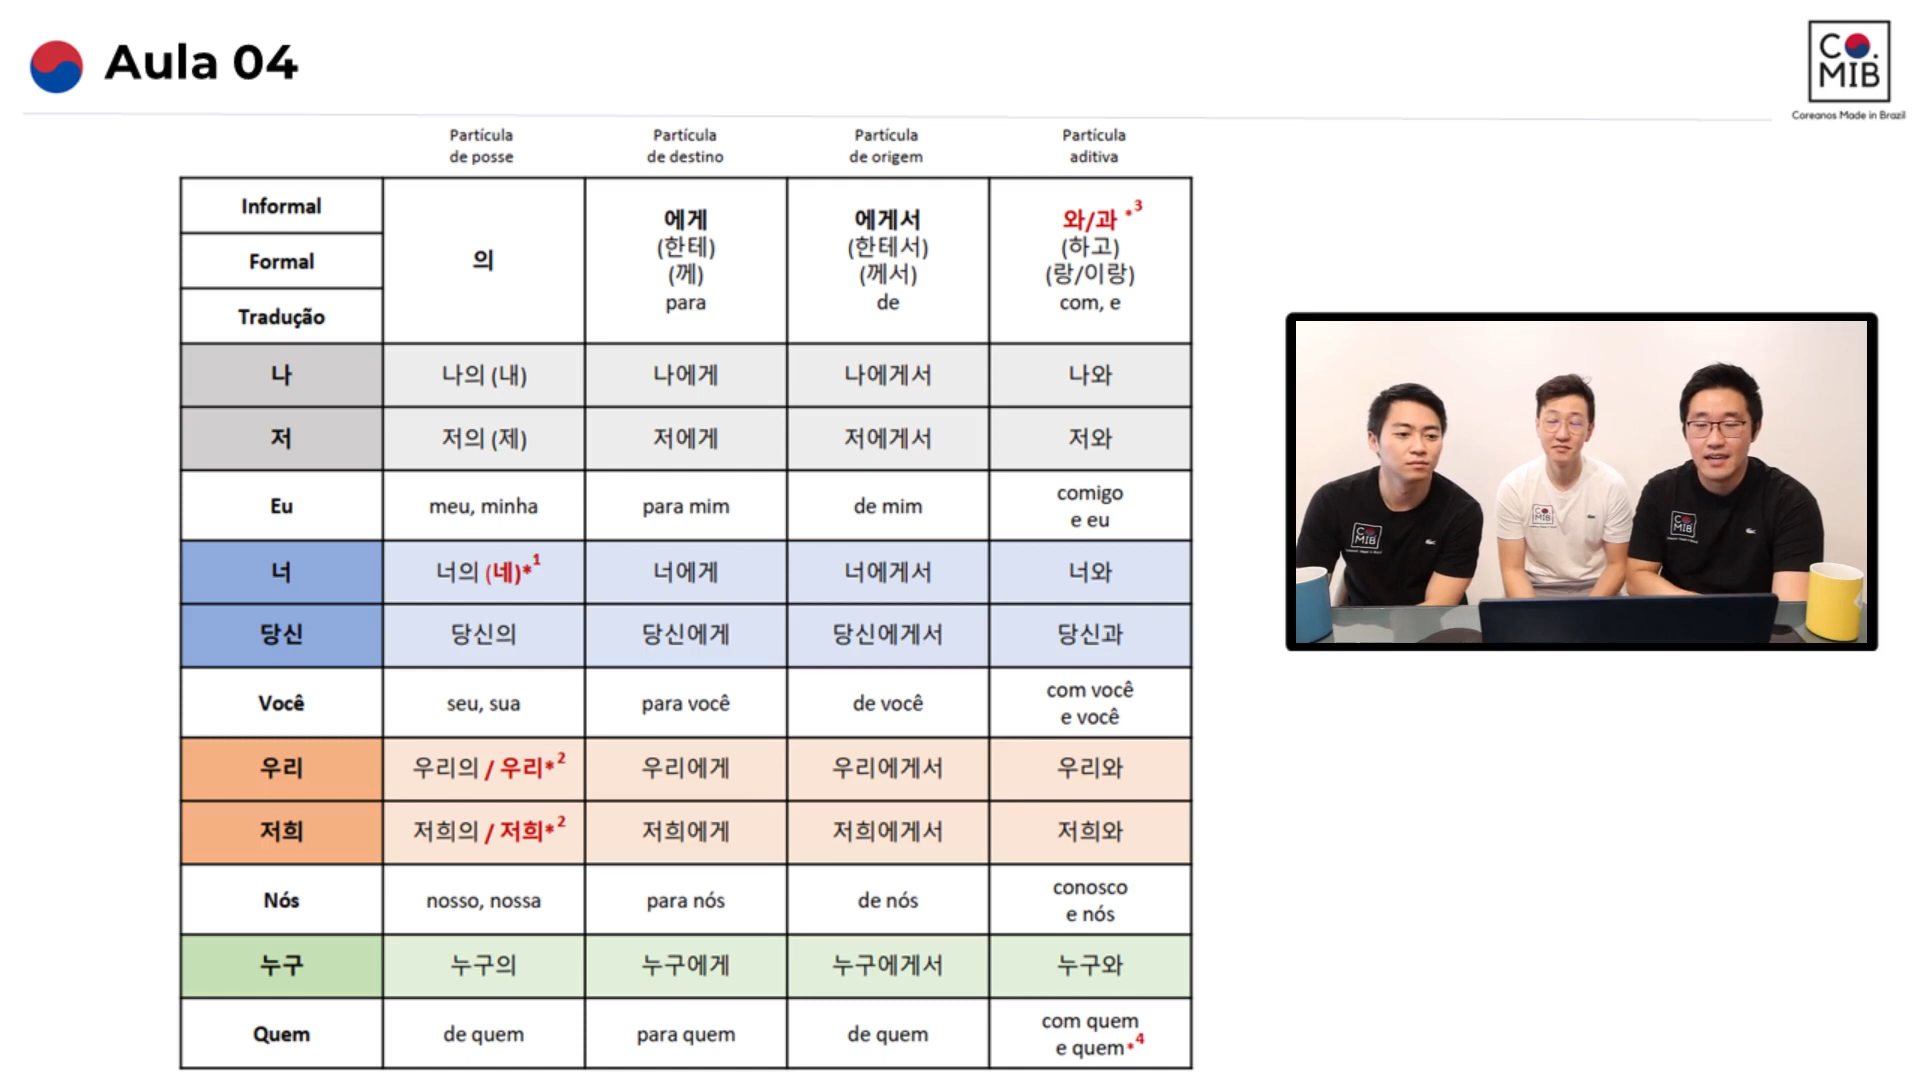 Aula 04
CO.
MIB
Coreanos Made in Brazil
Partícula de posse
Partícula de destino
Partícula de origem
Partícula aditiva
Informal
Formal
Tradução
의
에게
(한테)
(께)
para
에게서
(한테서)
(께서)
de
와/과 *3
(하고)
(랑/이랑)
com, e
나 나의 (내) 나에게 나에게서 나와
저 저의 (제) 저에게 저에게서 저와
Eu meu, minha para mim de mim comigo
e eu
너 너의 (네)*1 너에게 너에게서 너와
당신 당신의 당신에게 당신에게서 당신과
Você seu, sua para você de você com você
e você
우리 우리의 / 우리*2 우리에게 우리에게서 우리와
저희 저희의 / 저희*2 저희에게 저희에게서 저희와
Nós nosso, nossa para nós de nós conosco
e nós
누구 누구의 누구에게 누구에게서 누구와
Quem de quem para quem de quem com quem
e quem*4
CO.
MIB
CO.
MIB
CO.
MIB